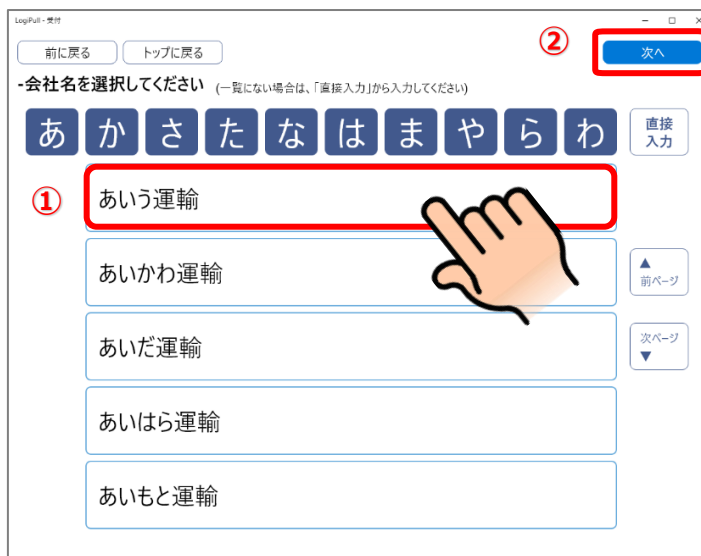 LogiPull - 受付
②
前に戻る トップに戻る 次へ
-会社名を選択してください (一覧にない場合は、「直接入力」から入力してください)
あ か さ た な は ま や ら わ 直接入力
① あいう運輸
あいかわ運輸
▲
前ページ
あいだ運輸
次ページ
▼
あいはら運輸
あいもと運輸